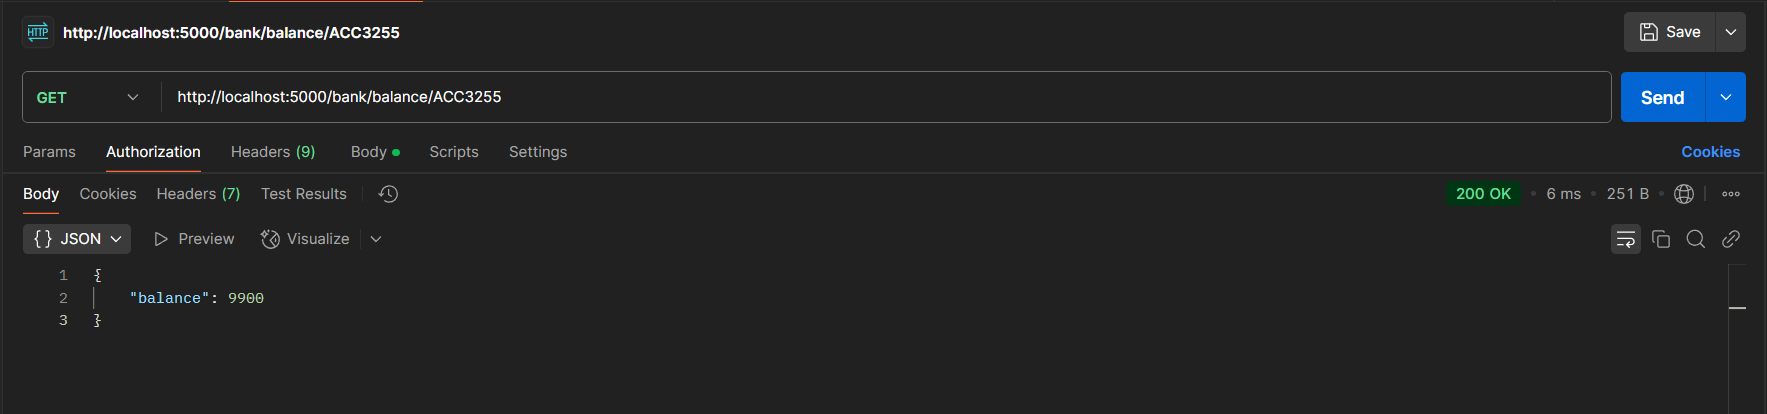 HTTP http://localhost:5000/bank/balance/ACC3255 Save
GET http://localhost:5000/bank/balance/ACC3255 Send
Params Authorization Headers (9) Body Scripts Settings Cookies
Body Cookies Headers (7) Test Results 200 OK • 6 ms • 251 B •
{} JSON Preview Visualize
1 {
2 "balance": 9900
3 }